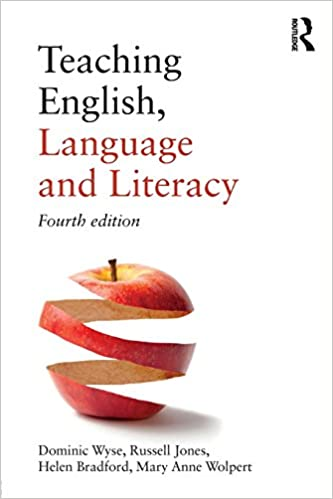 ROUTLEDGE
Teaching
English,
Language
and Literacy
Fourth edition
Dominic Wyse, Russell Jones,
Helen Bradford, Mary Anne Wolpert